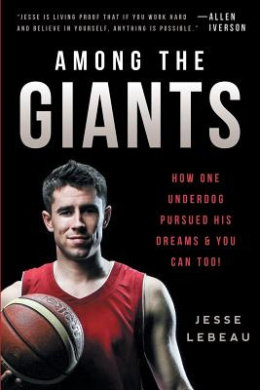 "JESSE IS LIVING PROOF THAT IF YOU WORK HARD
AND BELIEVE IN YOURSELF, ANYTHING IS POSSIBLE."
—ALLEN
IVERSON
AMONG THE
GIANTS
HOW ONE
UNDERDOG
PURSUED HIS
DREAMS & YOU
CAN TOO!
JESSE
LEBEAU